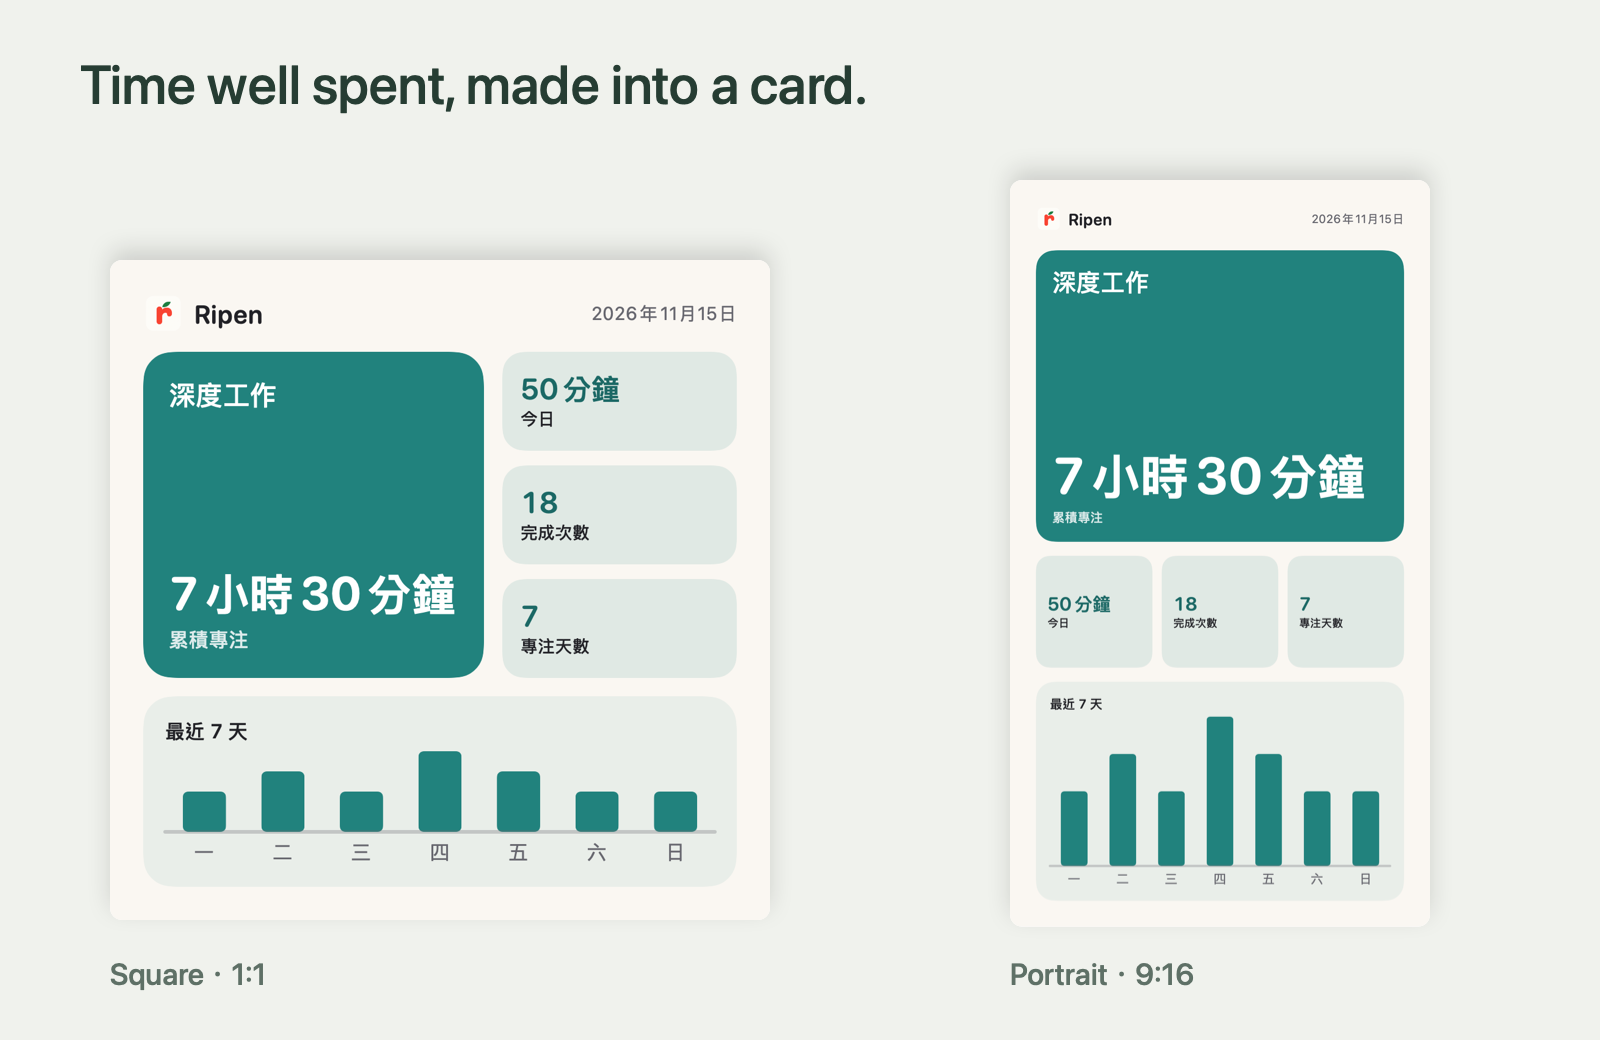 Time well spent, made into a card.
Ripen
2026年11月15日
深度工作
7 小時 30 分鐘
累積專注
50 分鐘
今日
18
完成次數
7
專注天數
最近 7 天
一 二 三 四 五 六 日
Square · 1:1
Ripen
2026年11月15日
深度工作
7 小時 30 分鐘
累積專注
50 分鐘
今日
18
完成次數
7
專注天數
最近 7 天
一 二 三 四 五 六 日
Portrait · 9:16